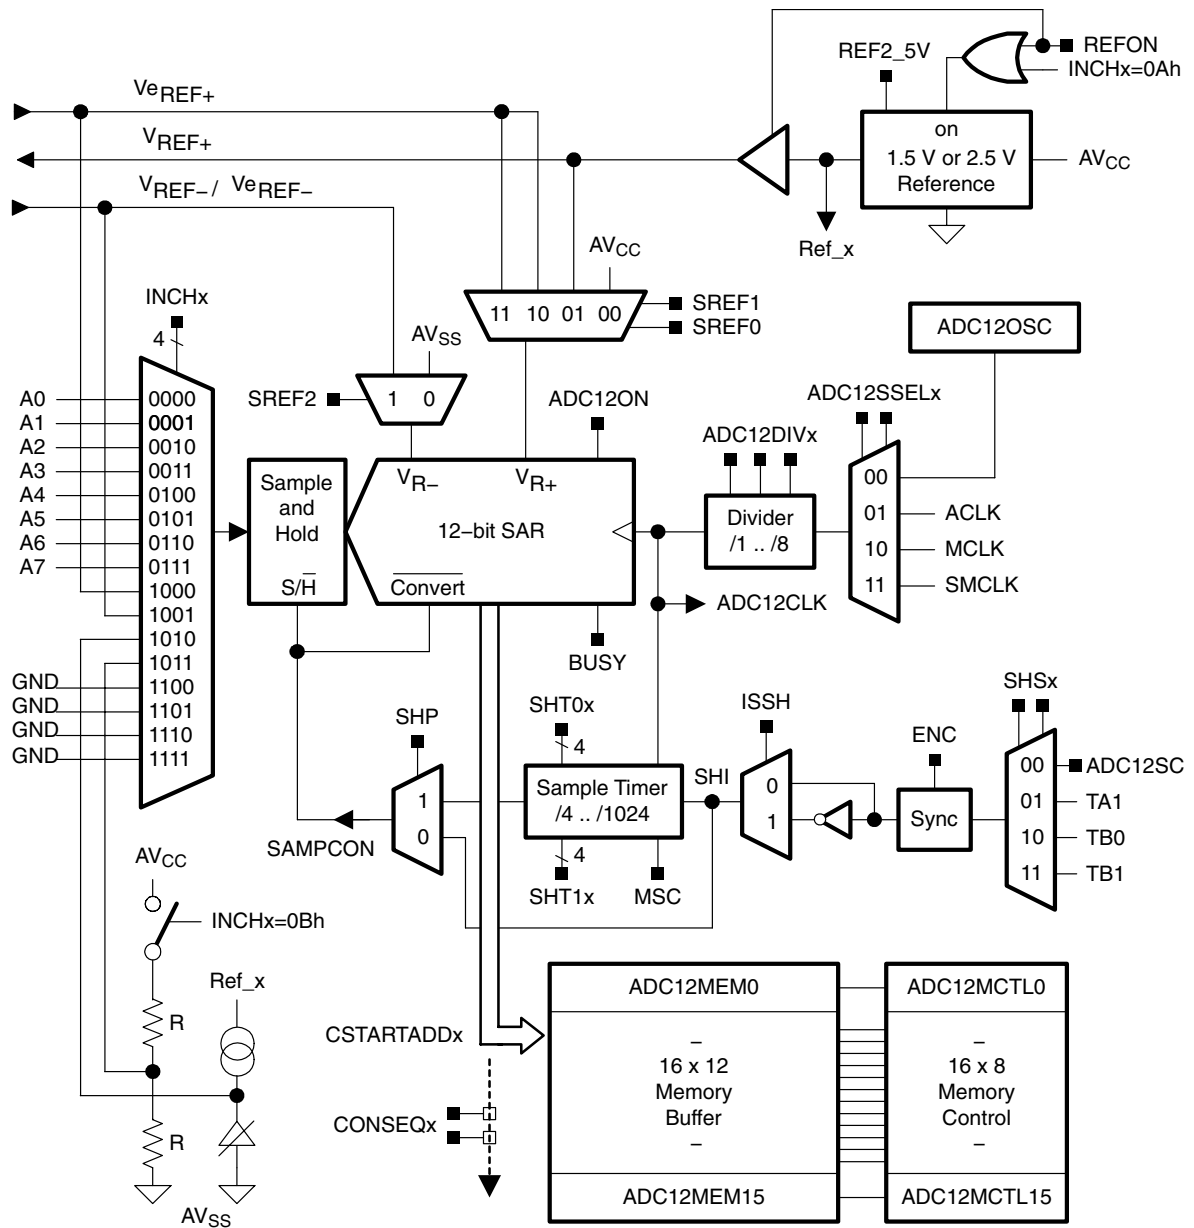 REFON
INCHx=0Ah
REF2_5V
VeREF+
VREF+
VREF− / VeREF−
on
1.5 V or 2.5 V
Reference
AVCC
Ref_x
AVCC
INCHx
4
11 10 01 00
SREF1
SREF0
ADC12OSC
AVSS
SREF2
1 0
ADC12ON
ADC12SSELx
ADC12DIVx
A0 0000
A1 0001
A2 0010
A3 0011
A4 0100
A5 0101
A6 0110
A7 0111
1000
1001
1010
1011
GND 1100
GND 1101
GND 1110
GND 1111
Sample
and
Hold
S/H
VR−
VR+
12−bit SAR
Convert
Divider
/1 .. /8
00
01 ACLK
10 MCLK
11 SMCLK
ADC12CLK
BUSY
SHP
SHT0x
4
ISSH
ENC
SHSx
1
0
SAMPCON
Sample Timer
/4 .. /1024
SHI
0
1
Sync
00 ADC12SC
01 TA1
10 TB0
11 TB1
4
SHT1x
MSC
AVCC
INCHx=0Bh
Ref_x
R
R
AVSS
CSTARTADDx
CONSEQx
ADC12MEM0
–
16 x 12
Memory
Buffer
–
ADC12MEM15
ADC12MCTL0
–
16 x 8
Memory
Control
–
ADC12MCTL15